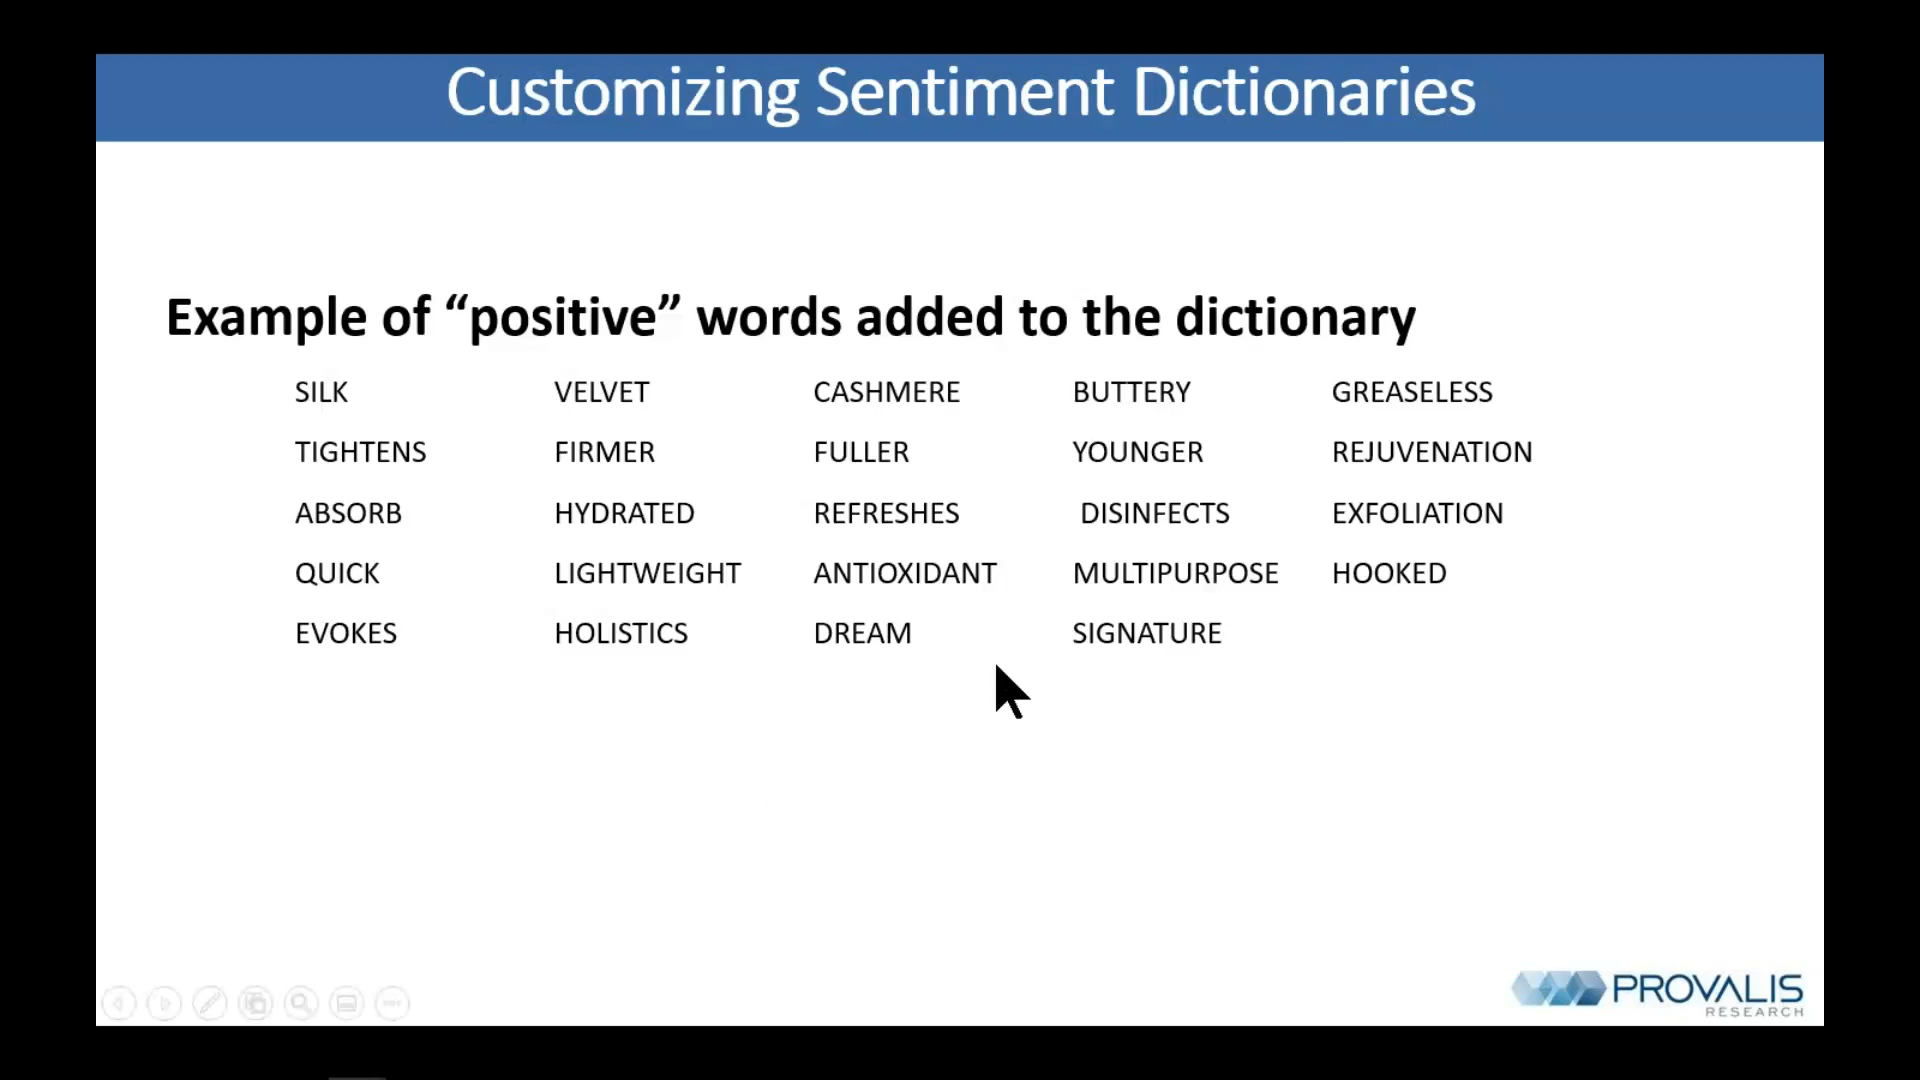 Customizing Sentiment Dictionaries
Example of “positive” words added to the dictionary
SILK VELVET CASHMERE BUTTERY GREASELESS
TIGHTENS FIRMER FULLER YOUNGER REJUVENATION
ABSORB HYDRATED REFRESHES DISINFECTS EXFOLIATION
QUICK LIGHTWEIGHT ANTIOXIDANT MULTIPURPOSE HOOKED
EVOKES HOLISTICS DREAM SIGNATURE
PROVALIS
RESEARCH